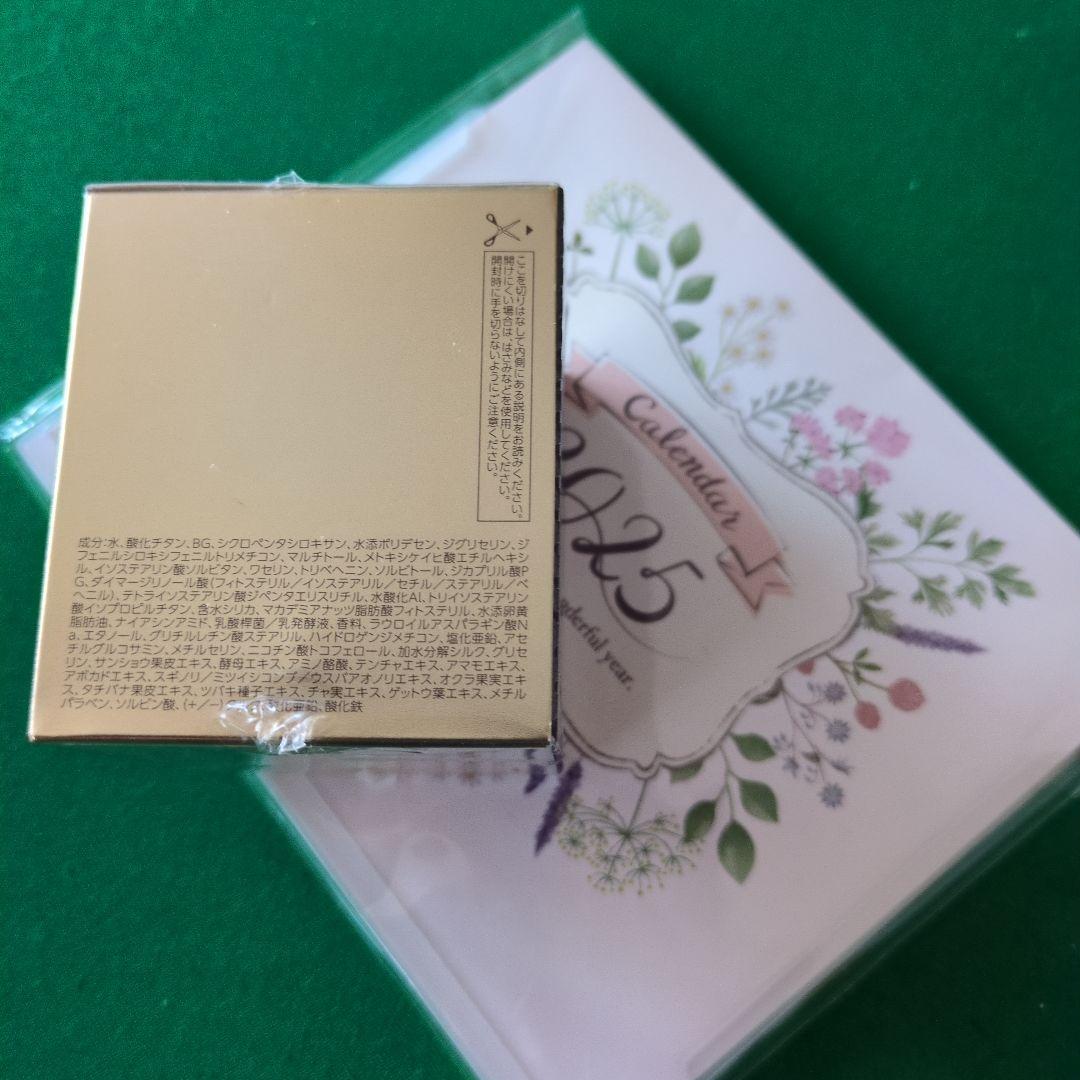 ここを切りはなして内側にある説明をお読みください。
開けにくい場合は、はさみなどを使用してください。
開封時に手を切らないようにご注意ください。
成分:水、酸化チタン、BG、シクロペンタシロキサン、水添ポリデセン、ジグリセリン、ジ
フェニルシロキシフェニルトリメチコン、マルチトール、メトキシケイヒ酸エチルヘキシ
ル、イソステアリン酸ソルビタン、ワセリン、トリベヘニン、ソルビトール、ジカプリル酸P
G、ダイマージリノール酸(フィトステリル/イソステアリル/セチル/ステアリル/ベ
ヘニル)、テトライソステアリン酸ジペンタエリスリチル、水酸化Al、トリイソステアリン
酸イソプロピルチタン、含水シリカ、マカデミアナッツ脂肪酸フィトステリル、水添卵黄
脂肪油、ナイアシンアミド、乳酸桿菌/乳発酵液、香料、ラウロイルアスパラギン酸N
a、エタノール、グリチルレチン酸ステアリル、ハイドロゲンジメチコン、塩化亜鉛、アセ
チルグルコサミン、メチルセリン、ニコチン酸トコフェロール、加水分解シルク、グリセ
リン、サンショウ果皮エキス、酵母エキス、アミノ酪酸、テンチャエキス、アマモエキス、
アボカドエキス、スギノリ/ミツイシコンブ/ウスバアオノリエキス、オクラ果実エキ
ス、タチバナ果皮エキス、ツバキ種子エキス、チャ実エキス、ゲットウ葉エキス、メチル
パラベン、ソルビン酸、(+/-) 酸化亜鉛、酸化鉄
Calendar
2025
nderful year.